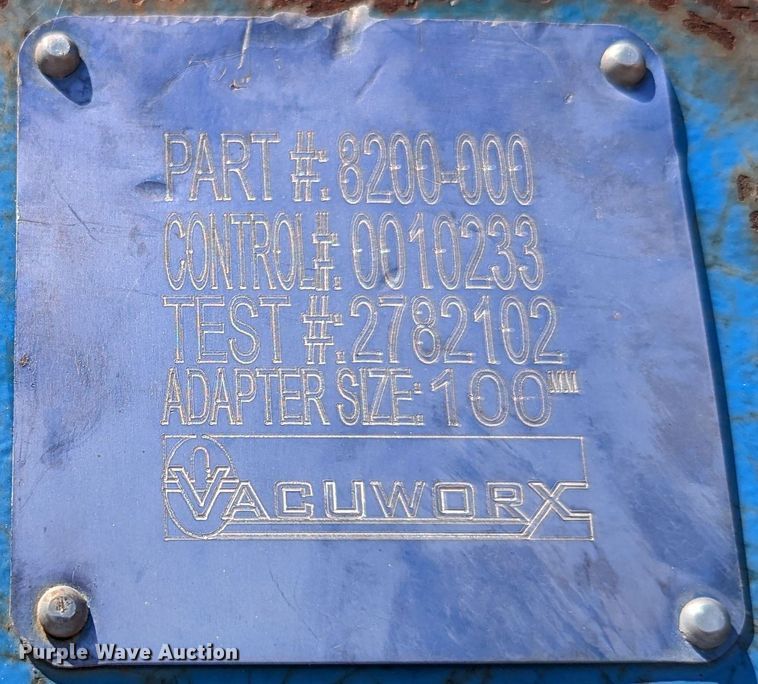 PART #: 8200-000
CONTROL#: 0010233
TEST #: 2782102
ADAPTER SIZE: 100MM
VACUWORX
Purple Wave Auction